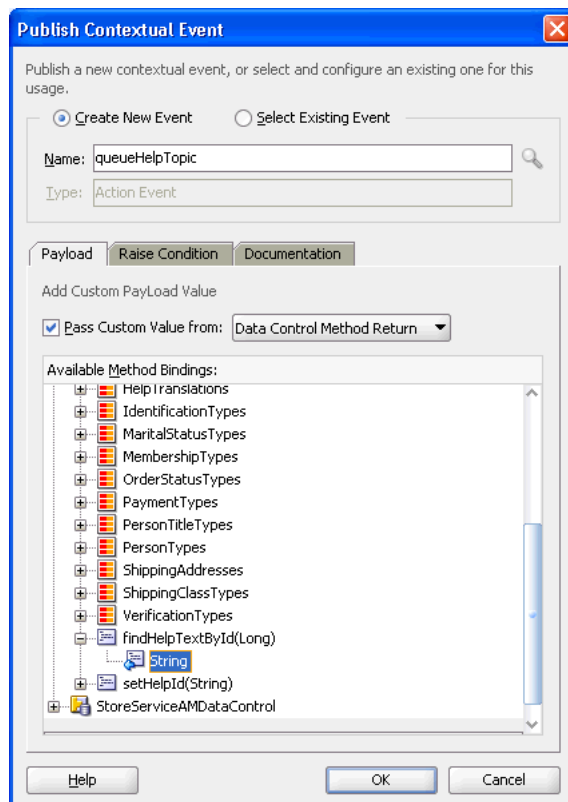 Publish Contextual Event
Publish a new contextual event, or select and configure an existing one for this
usage.
Create New Event Select Existing Event
Name: queueHelpTopic
Type: Action Event
Payload Raise Condition Documentation
Add Custom PayLoad Value
Pass Custom Value from: Data Control Method Return
Available Method Bindings:
HelpTranslations
IdentificationTypes
MaritalStatusTypes
MembershipTypes
OrderStatusTypes
PaymentTypes
PersonTitleTypes
PersonTypes
ShippingAddresses
ShippingClassTypes
VerificationTypes
findHelpTextById(Long)
String
setHelpId(String)
StoreServiceAMDataControl
Help OK Cancel